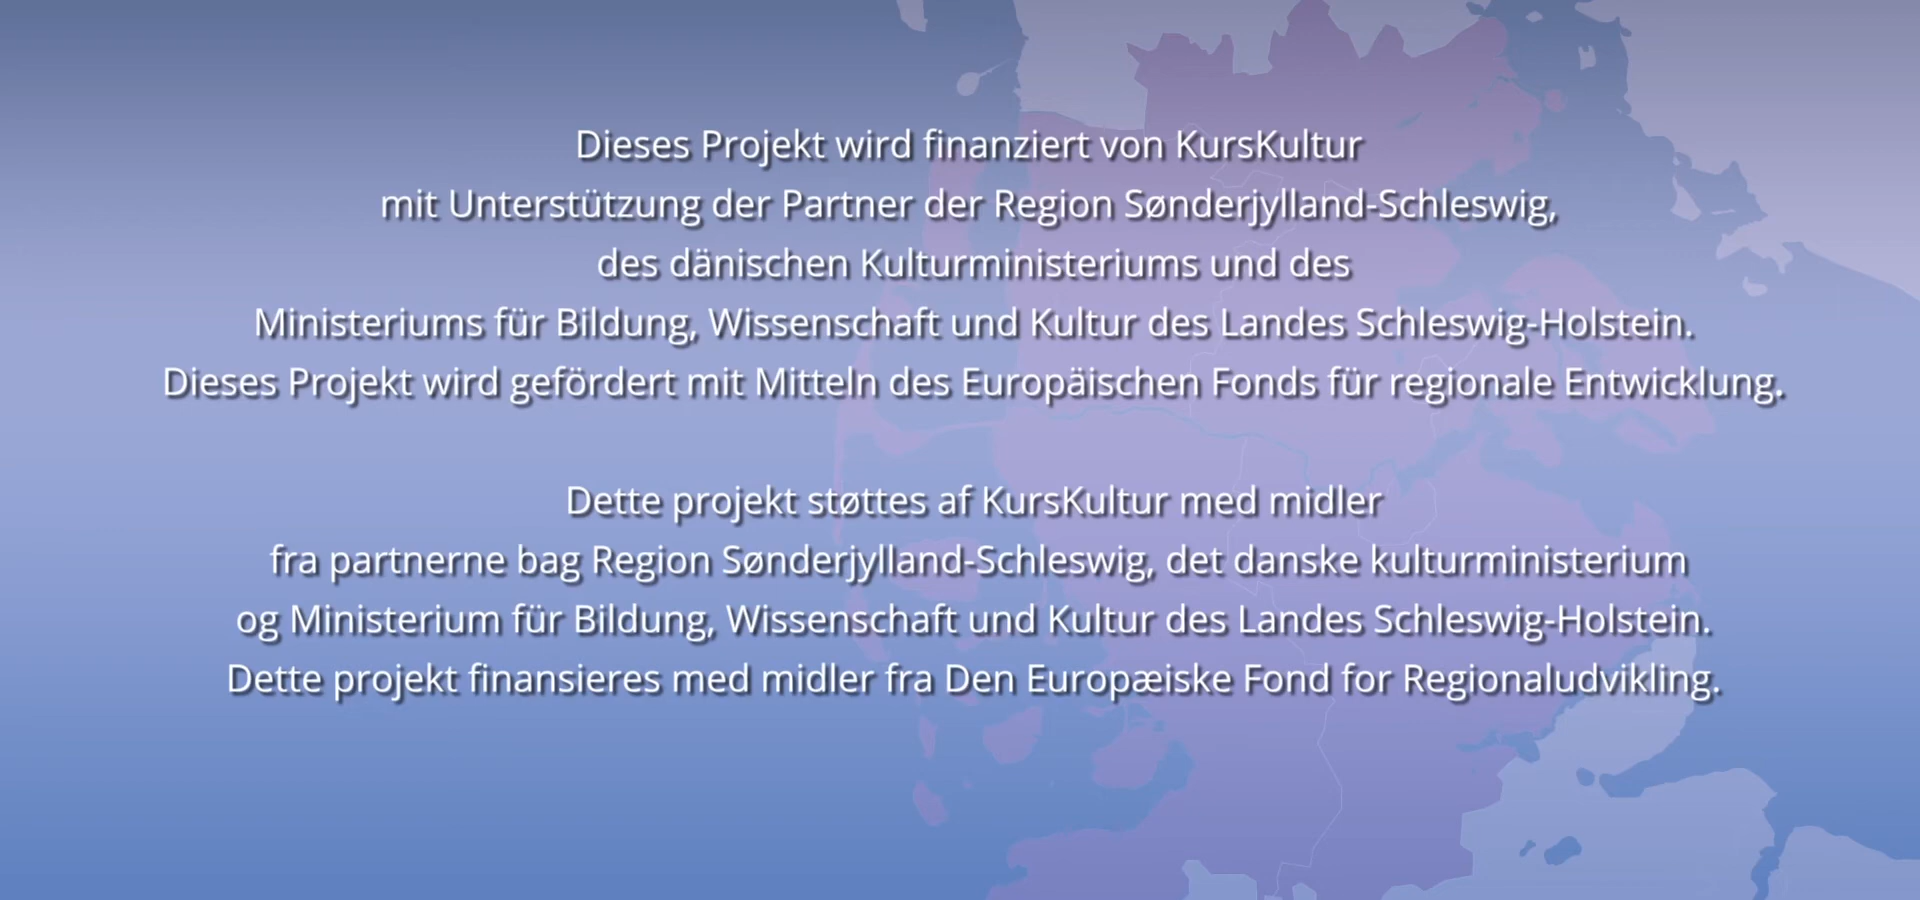 Dieses Projekt wird finanziert von KursKultur
mit Unterstützung der Partner der Region Sønderjylland-Schleswig,
des dänischen Kulturministeriums und des
Ministeriums für Bildung, Wissenschaft und Kultur des Landes Schleswig-Holstein.
Dieses Projekt wird gefördert mit Mitteln des Europäischen Fonds für regionale Entwicklung.
Dette projekt støttes af KursKultur med midler
fra partnerne bag Region Sønderjylland-Schleswig, det danske kulturministerium
og Ministerium für Bildung, Wissenschaft und Kultur des Landes Schleswig-Holstein.
Dette projekt finansieres med midler fra Den Europæiske Fond for Regionaludvikling.